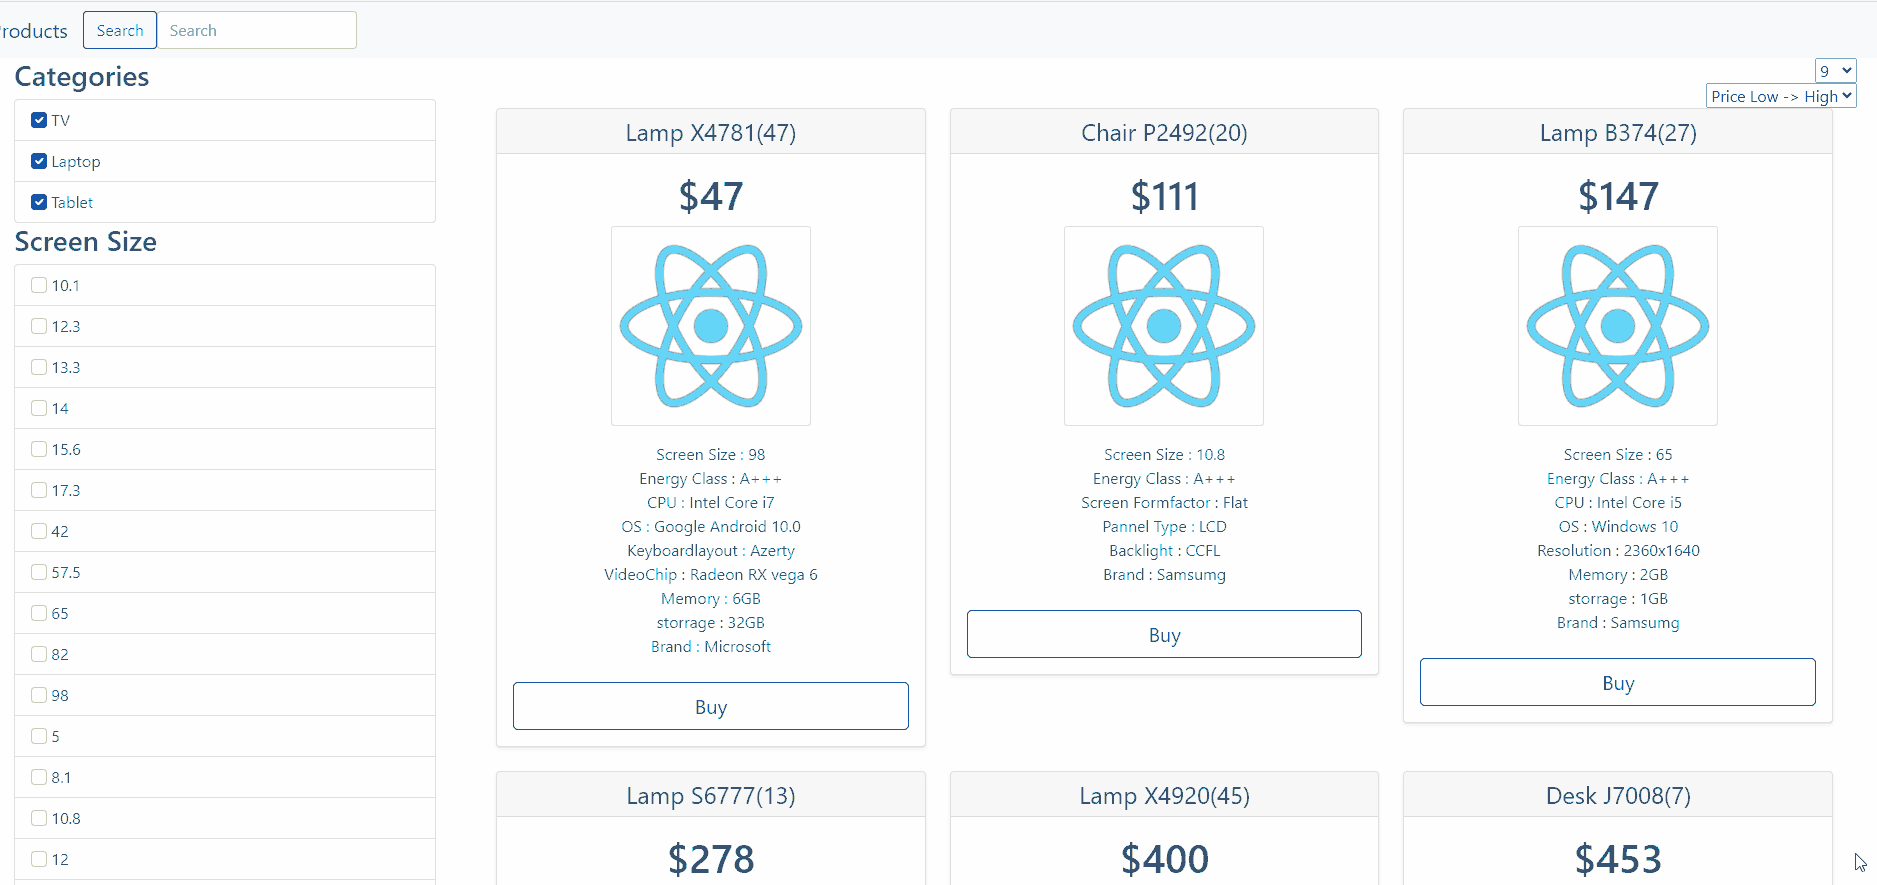 roducts Search Search
9
Price Low -> High
Categories
TV
Laptop
Tablet
Screen Size
10.1
12.3
13.3
14
15.6
17.3
42
57.5
65
82
98
5
8.1
10.8
12
Lamp X4781(47)
$47
Screen Size : 98
Energy Class : A+++
CPU : Intel Core i7
OS : Google Android 10.0
Keyboardlayout : Azerty
VideoChip : Radeon RX vega 6
Memory : 6GB
storrage : 32GB
Brand : Microsoft
Buy
Chair P2492(20)
$111
Screen Size : 10.8
Energy Class : A+++
Screen Formfactor : Flat
Pannel Type : LCD
Backlight : CCFL
Brand : Samsumg
Buy
Lamp B374(27)
$147
Screen Size : 65
Energy Class : A+++
CPU : Intel Core i5
OS : Windows 10
Resolution : 2360x1640
Memory : 2GB
storrage : 1GB
Brand : Samsumg
Buy
Lamp S6777(13)
$278
Lamp X4920(45)
$400
Desk J7008(7)
$453